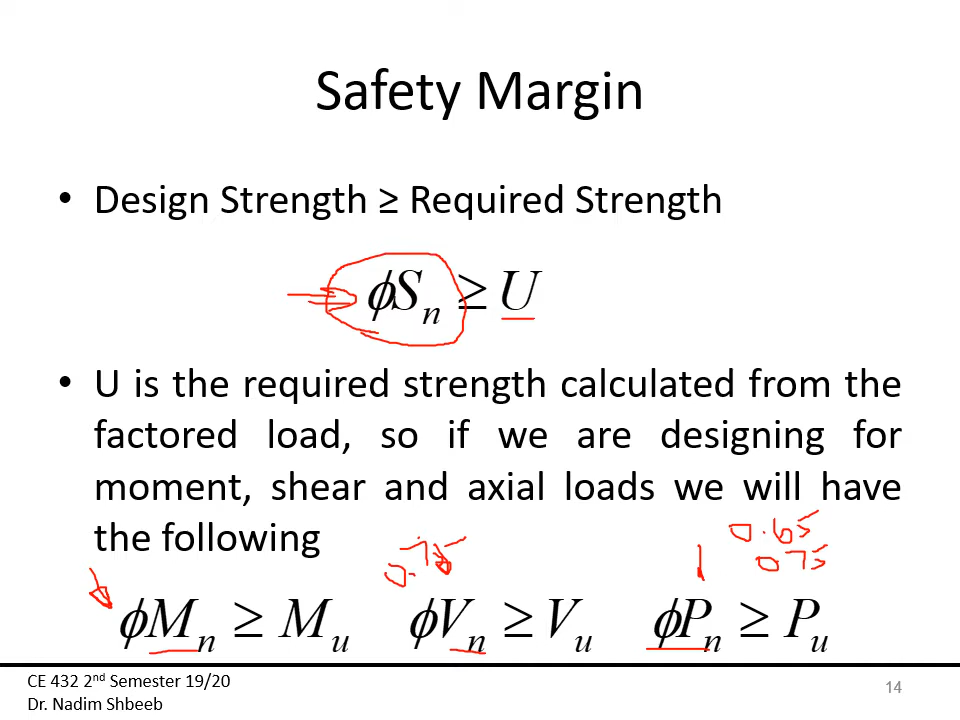 Safety Margin
• Design Strength ≥ Required Strength
ϕSn ≥ U
• U is the required strength calculated from the
factored load, so if we are designing for
moment, shear and axial loads we will have
the following
0.75
0.65
0.75
ϕMn ≥ Mu ϕVn ≥ Vu ϕPn ≥ Pu
CE 432 2nd Semester 19/20
Dr. Nadim Shbeeb
14